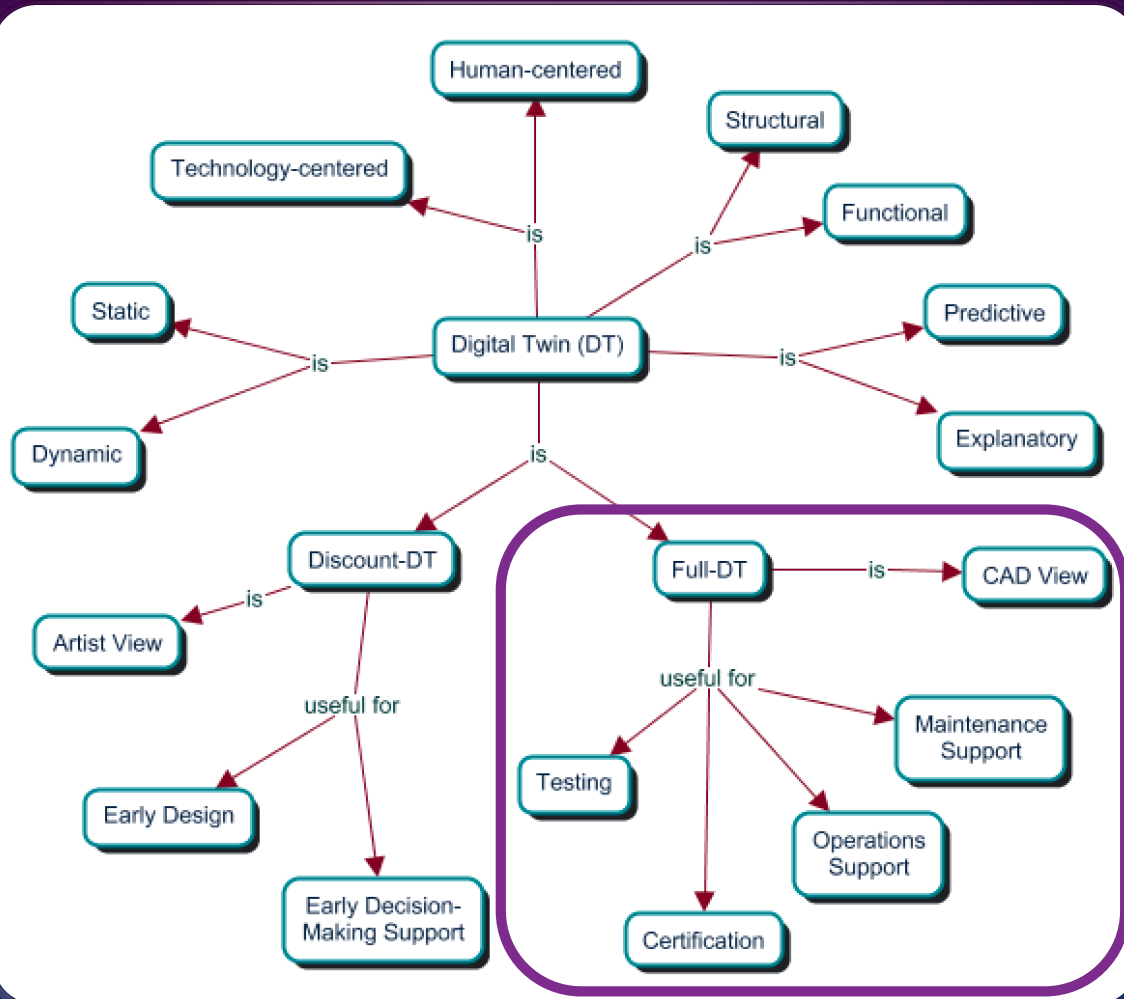 Human-centered
Structural
Technology-centered
Functional
is
is
Static
Predictive
Digital Twin (DT)
is
is
Dynamic
Explanatory
is
Discount-DT
Full-DT
is
CAD View
is
Artist View
useful for
useful for
Maintenance
Support
Testing
Early Design
Operations
Support
Early Decision-
Making Support
Certification